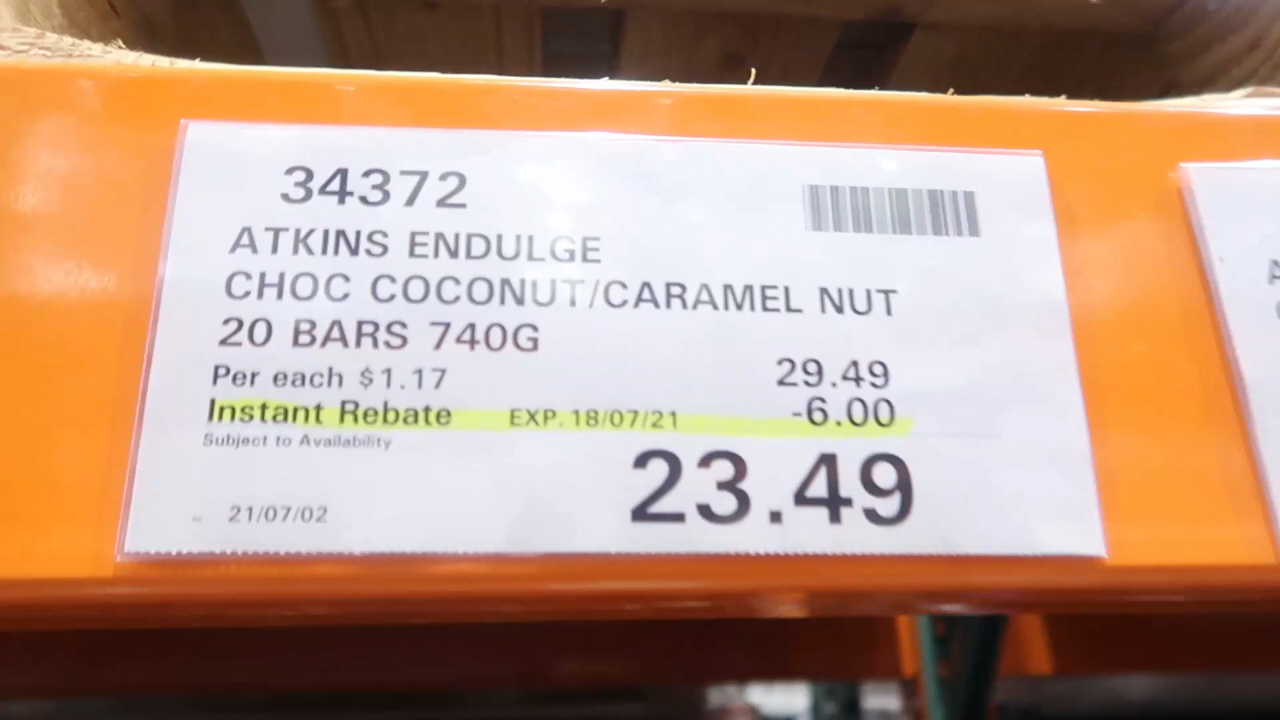 34372
ATKINS ENDULGE
CHOC COCONUT/CARAMEL NUT
20 BARS 740G
Per each $1.17 29.49
Instant Rebate EXP. 18/07/21 -6.00
Subject to Availability
23.49
21/07/02